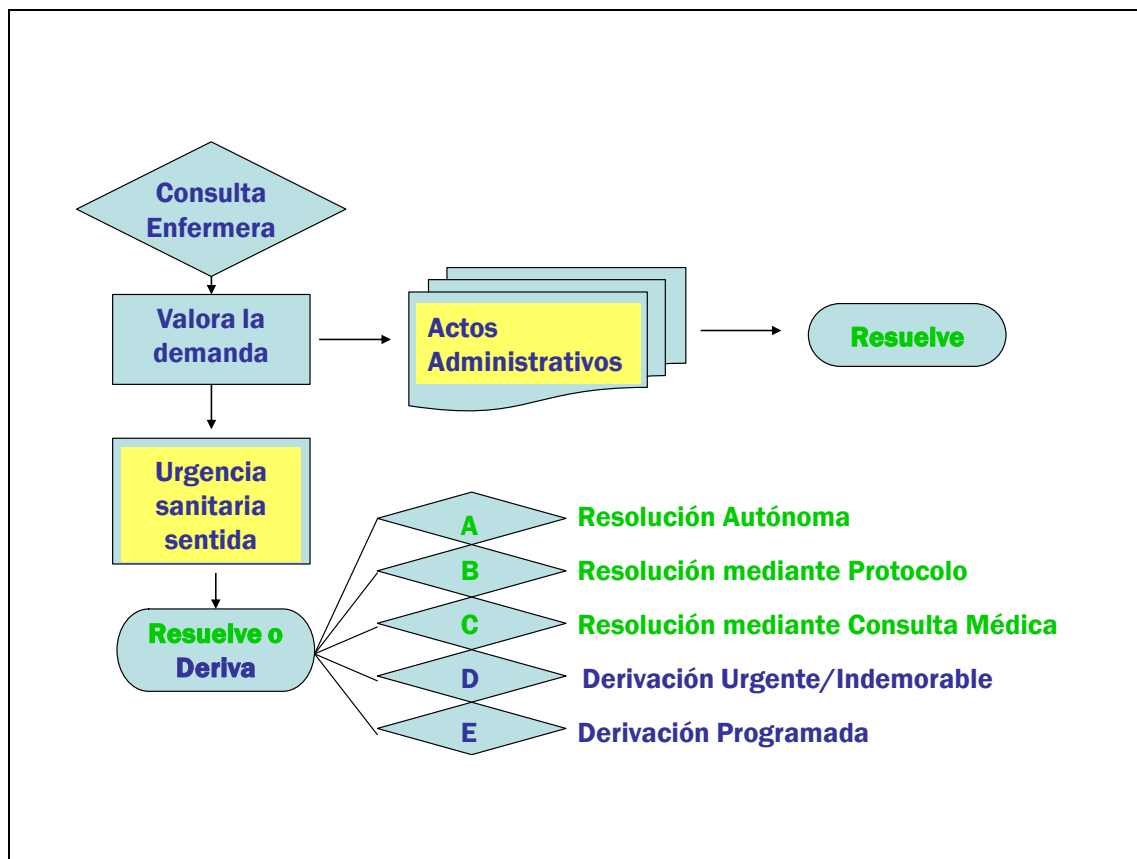 Consulta
Enfermera
Valora la
demanda
Actos
Administrativos
Resuelve
Urgencia
sanitaria
sentida
Resuelve o
Deriva
A Resolución Autónoma
B Resolución mediante Protocolo
C Resolución mediante Consulta Médica
D Derivación Urgente/Indemorable
E Derivación Programada